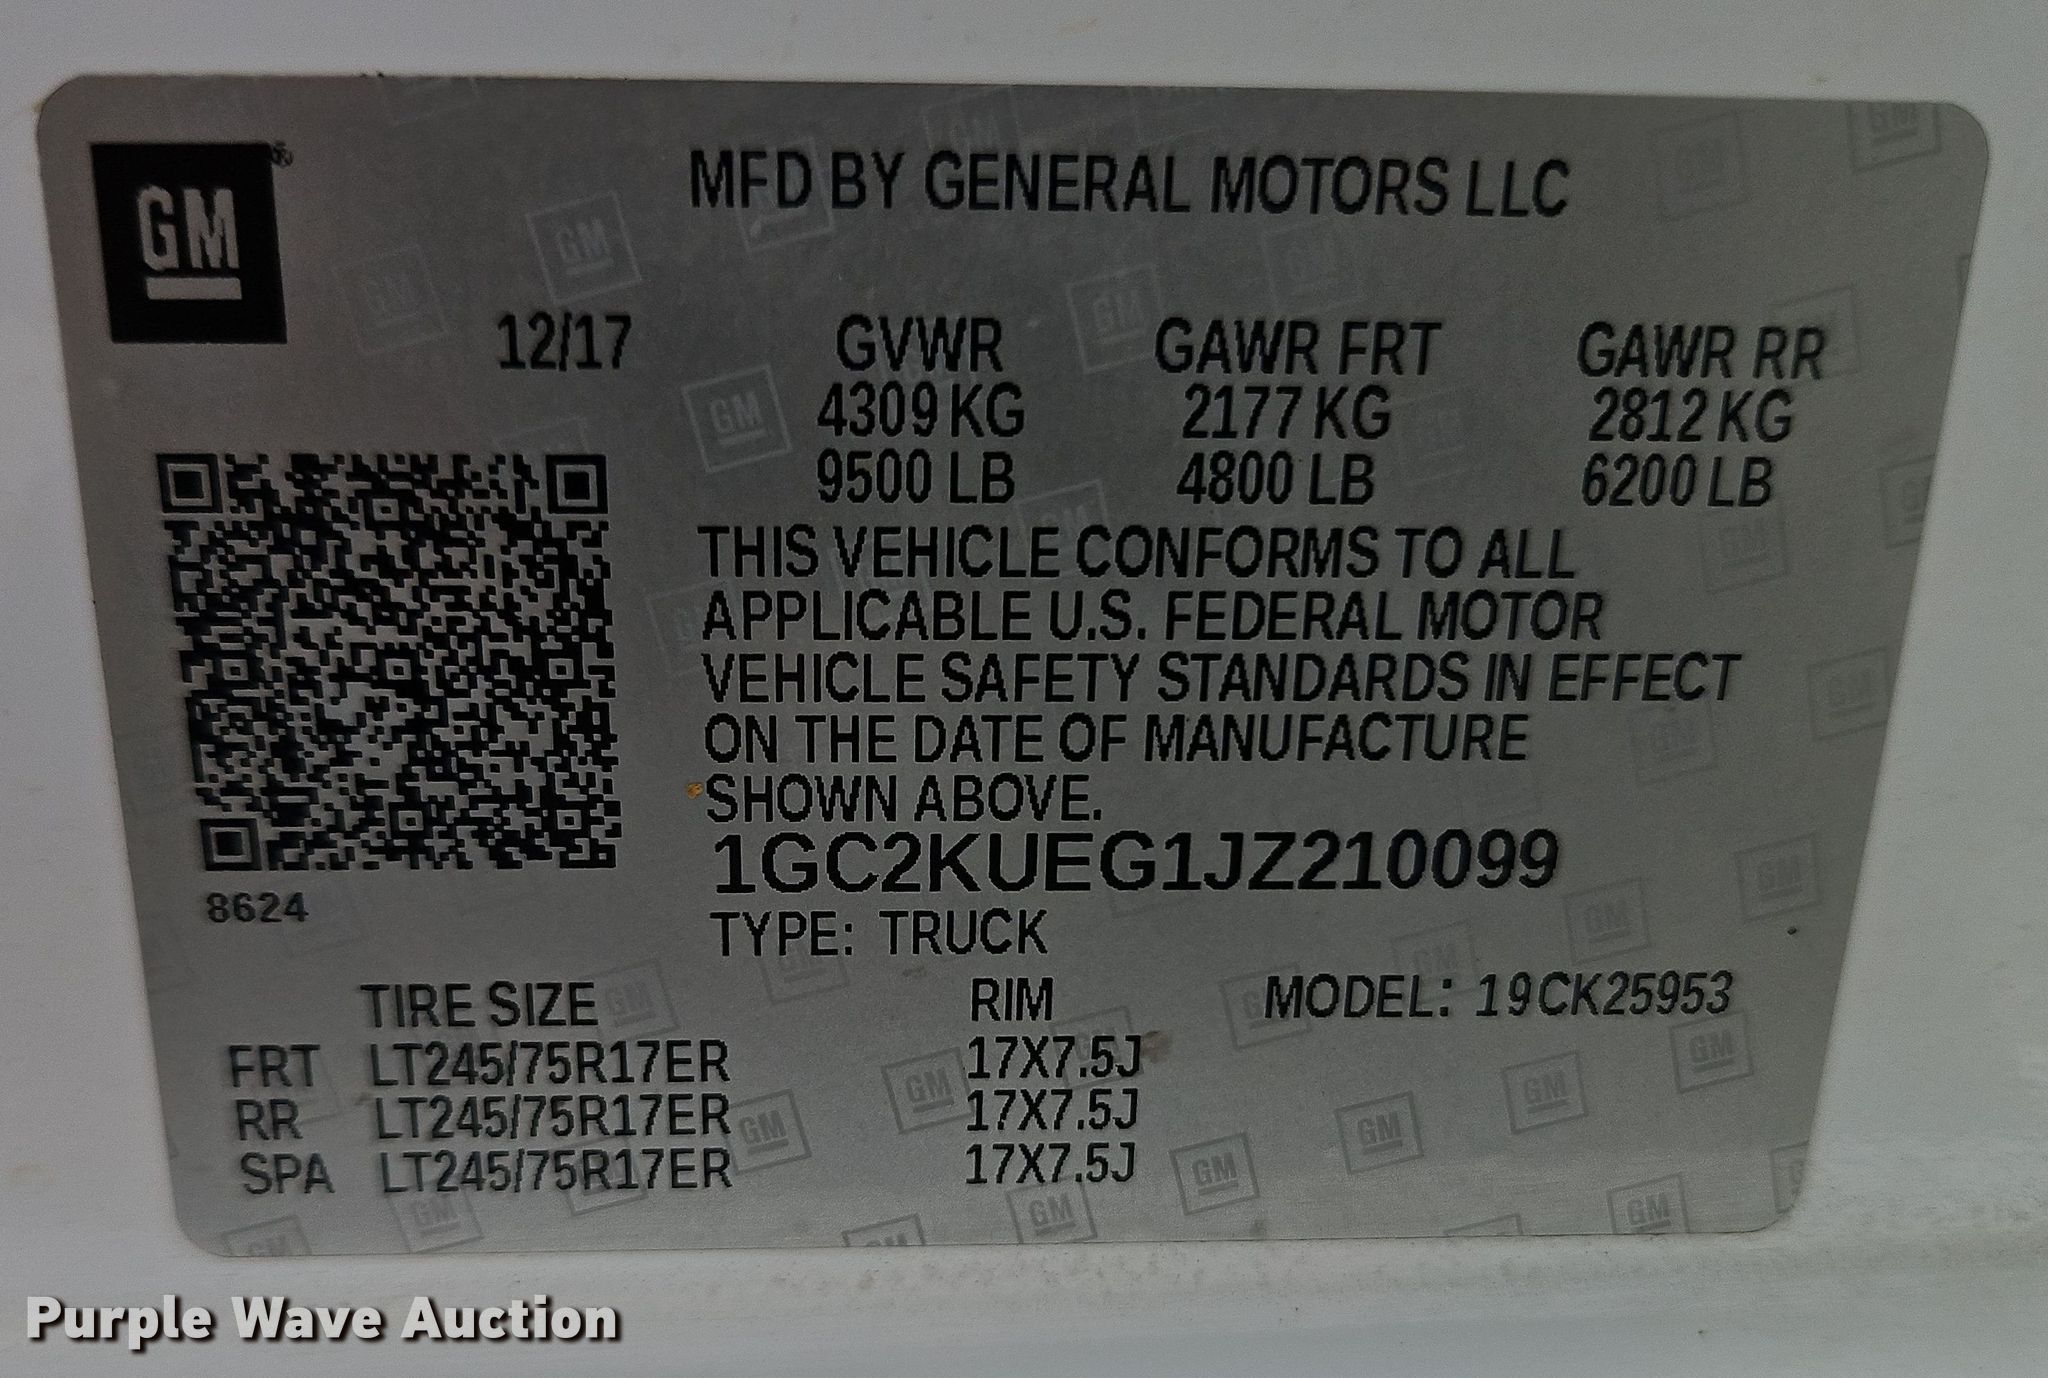 GM®
MFD BY GENERAL MOTORS LLC
12/17 GVWR GAWR FRT GAWR RR
4309 KG 2177 KG 2812 KG
9500 LB 4800 LB 6200 LB
THIS VEHICLE CONFORMS TO ALL
APPLICABLE U.S. FEDERAL MOTOR
VEHICLE SAFETY STANDARDS IN EFFECT
ON THE DATE OF MANUFACTURE
SHOWN ABOVE.
1GC2KUEG1JZ210099
8624
TYPE: TRUCK
TIRE SIZE RIM MODEL: 19CK25953
FRT LT245/75R17ER 17X7.5J
RR LT245/75R17ER 17X7.5J
SPA LT245/75R17ER 17X7.5J
Purple Wave Auction